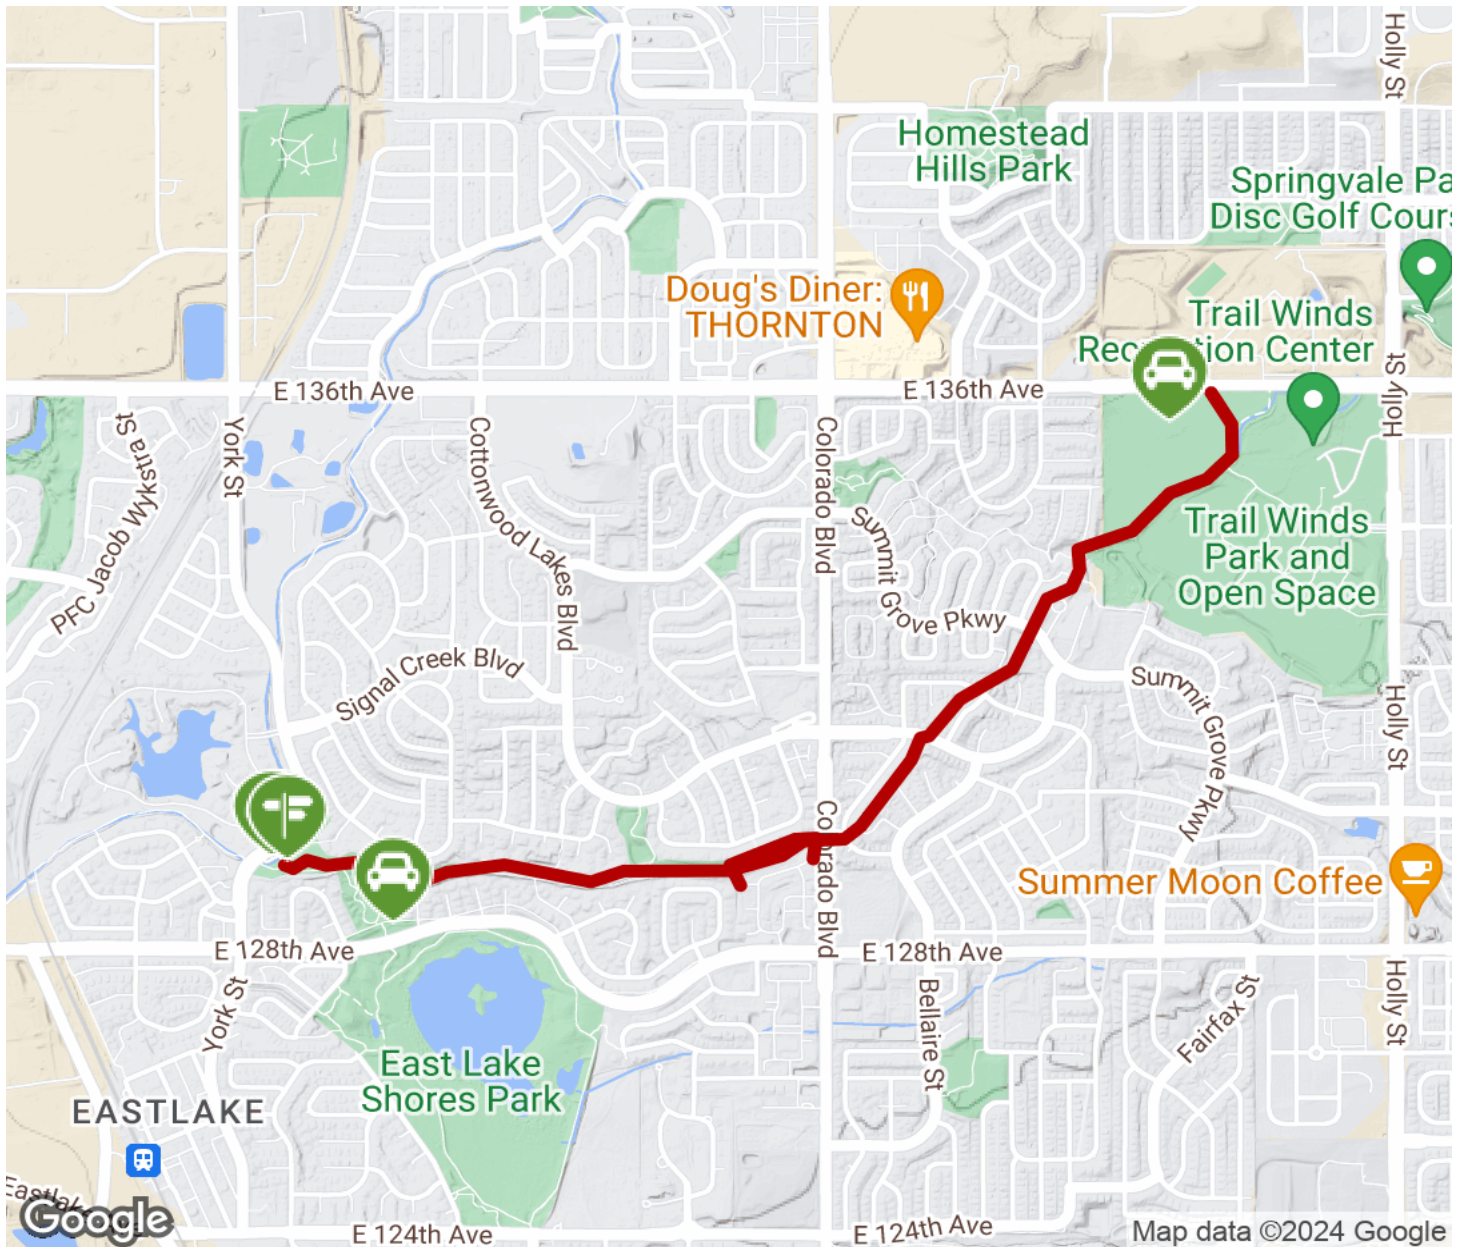 Holly St
Homestead
Hills Park
Springvale Pa
Disc Golf Cours
Doug's Diner:
THORNTON
Trail Winds
Rec tion Center
E 136th Ave
E 136th Ave
Holly St
PFC Jacob Wykstra St
York St
Cottonwood Lakes Blvd
Colorado Blvd
Summit Grove Pkwy
Trail Winds
Park and
Open Space
Signal Creek Blvd
Summit Grove Pkwy
Holly St
Colorado Blvd
Summer Moon Coffee
E 128th Ave
E 128th Ave
York St
Bellaire St
Fairfax St
Holly St
East Lake
Shores Park
EASTLAKE
Eastlake
Google
E 124th Ave
E 124th Ave
Map data ©2024 Google